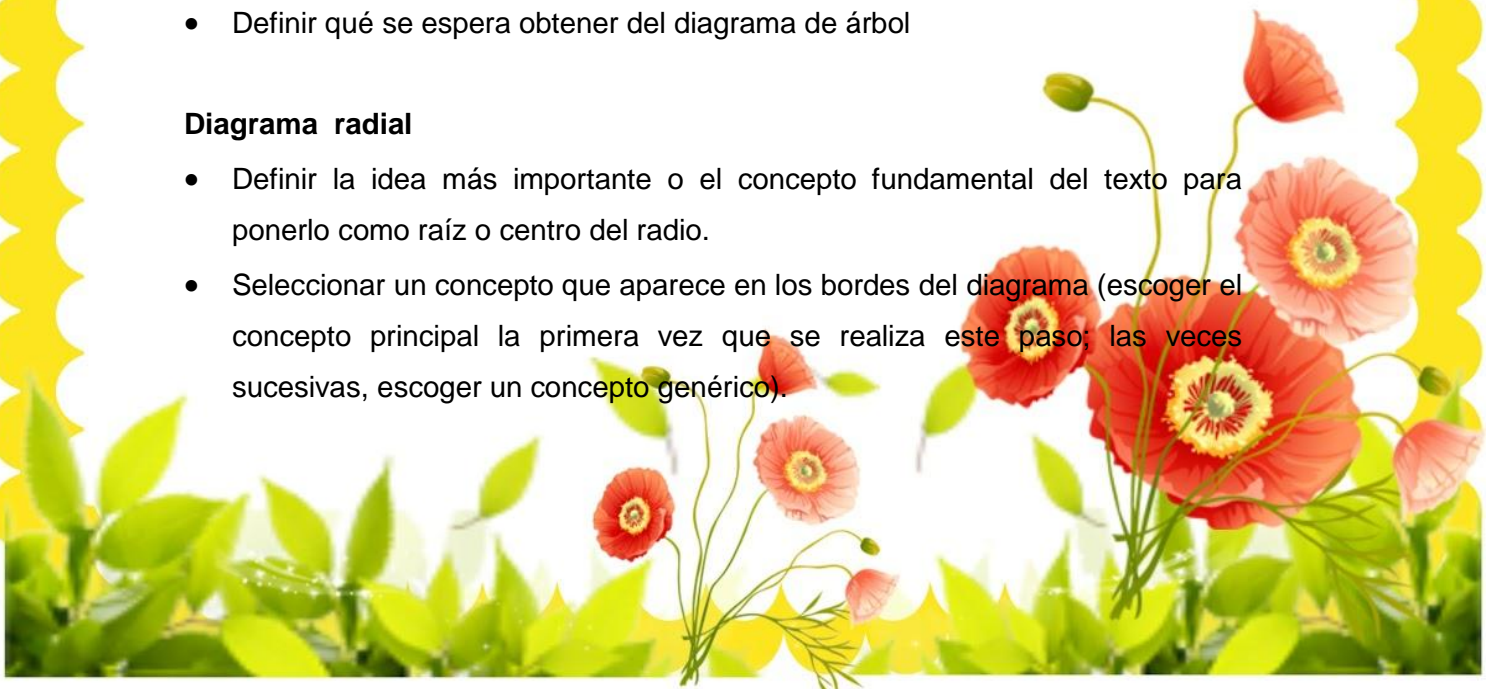 • Definir qué se espera obtener del diagrama de árbol
Diagrama radial
• Definir la idea más importante o el concepto fundamental del texto para
ponerlo como raíz o centro del radio.
• Seleccionar un concepto que aparece en los bordes del diagrama (escoger el
concepto principal la primera vez que se realiza este paso; las veces
sucesivas, escoger un concepto genérico).